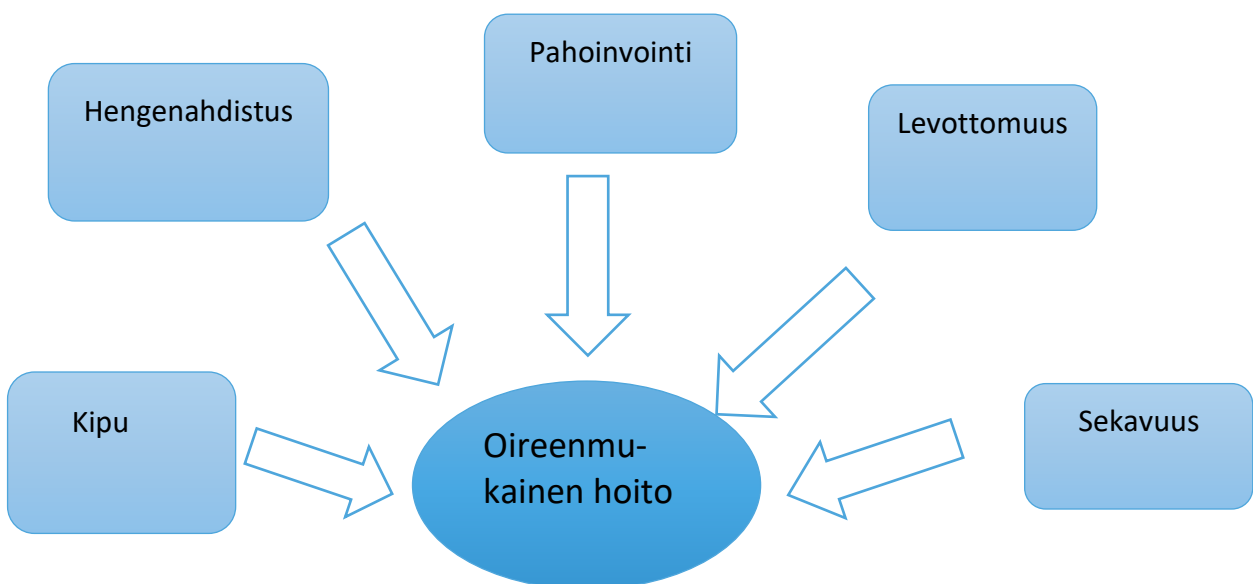 Pahoinvointi
Hengenahdistus
Levottomuus
Kipu
Sekavuus
Oireenmu-
kainen hoito